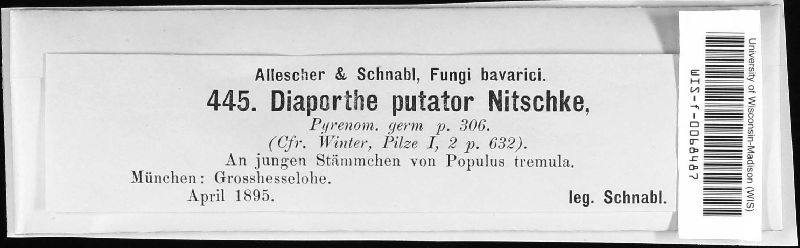 Allescher & Schnabl, Fungi bavarici.
445. Diaporthe putator Nitschke,
Pyrenom. germ p. 306.
(Cfr. Winter, Pilze I, 2 p. 632).
An jungen Stämmchen von Populus tremula.
München: Grosshesselohe.
April 1895.
leg. Schnabl.
University of Wisconsin-Madison (WIS)
WIS-f-0068487